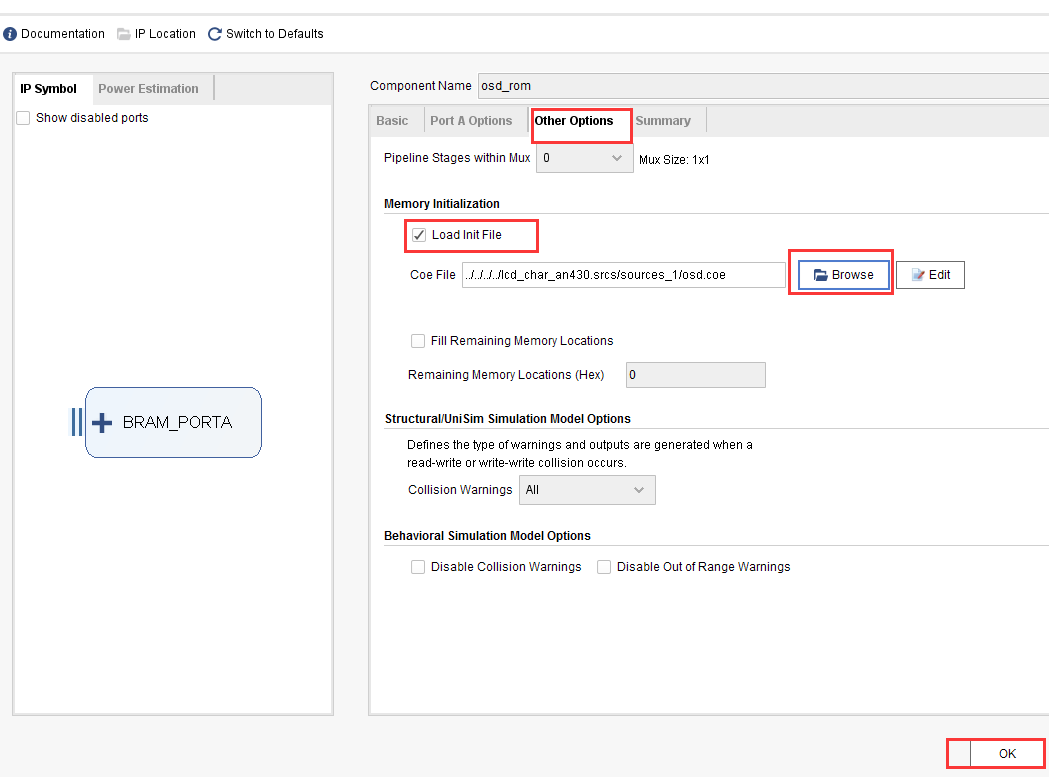 Documentation IP Location Switch to Defaults
IP Symbol Power Estimation
Show disabled ports
BRAM_PORTA
Component Name osd_rom
Basic Port A Options Other Options Summary
Pipeline Stages within Mux 0 Mux Size: 1x1
Memory Initialization
Load Init File
Coe File ../../../../lcd_char_an430.srcs/sources_1/osd.coe Browse Edit
Fill Remaining Memory Locations
Remaining Memory Locations (Hex) 0
Structural/UniSim Simulation Model Options
Defines the type of warnings and outputs are generated when a
read-write or write-write collision occurs.
Collision Warnings All
Behavioral Simulation Model Options
Disable Collision Warnings Disable Out of Range Warnings
OK